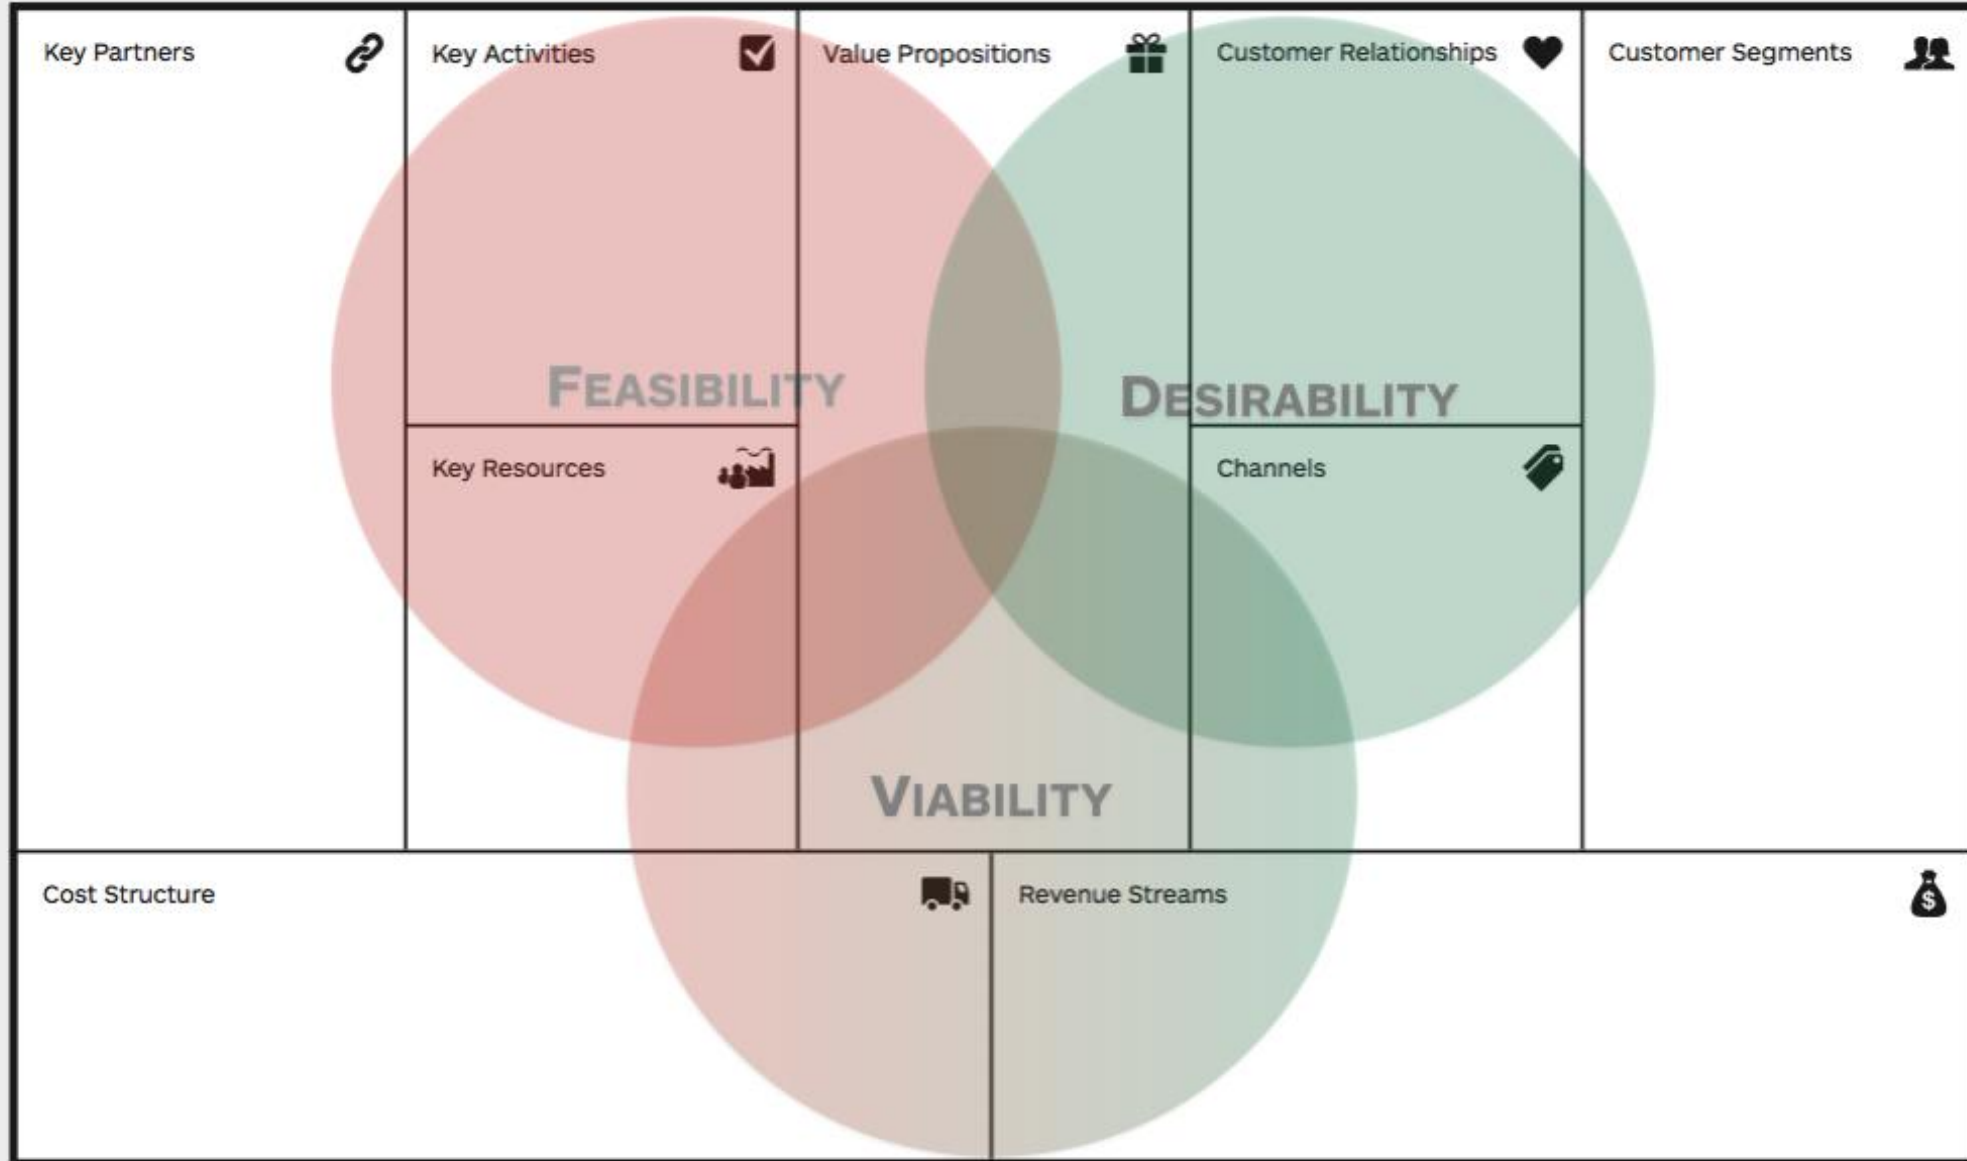 Key Partners
Key Activities
Value Propositions
Customer Relationships
Customer Segments
FEASIBILITY
DESIRABILITY
Key Resources
Channels
VIABILITY
Cost Structure
Revenue Streams
$